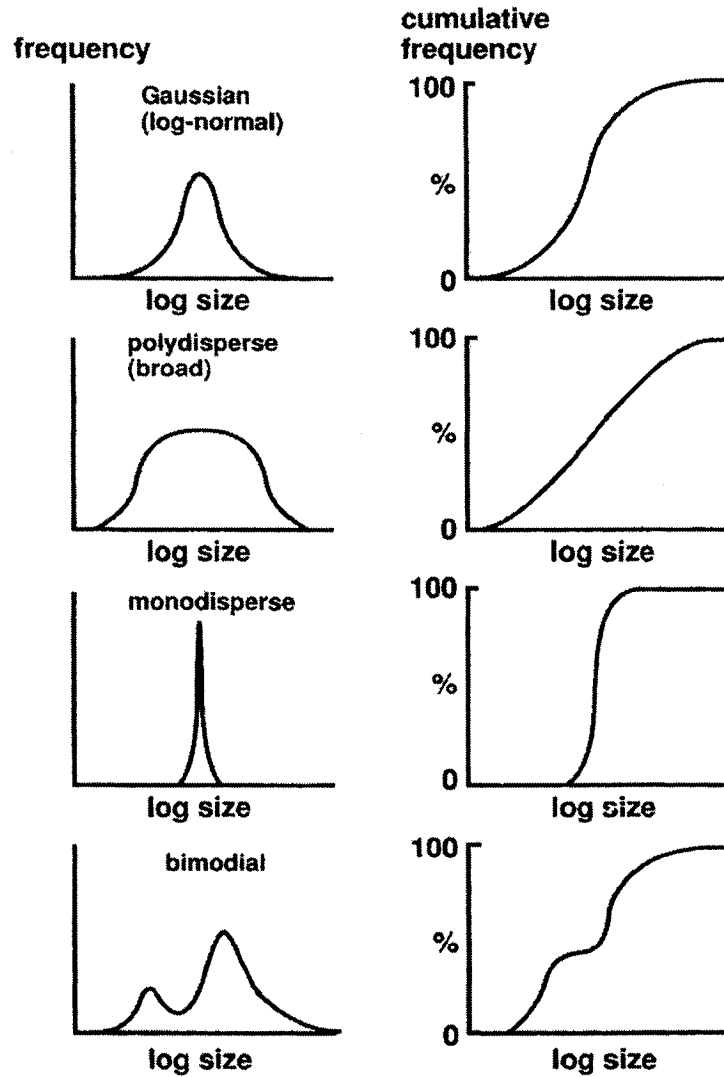 frequency
cumulative
frequency
Gaussian
(log-normal)
log size
100
%
0
log size
polydisperse
(broad)
log size
100
%
0
log size
monodisperse
log size
100
%
0
log size
bimodial
log size
100
%
0
log size